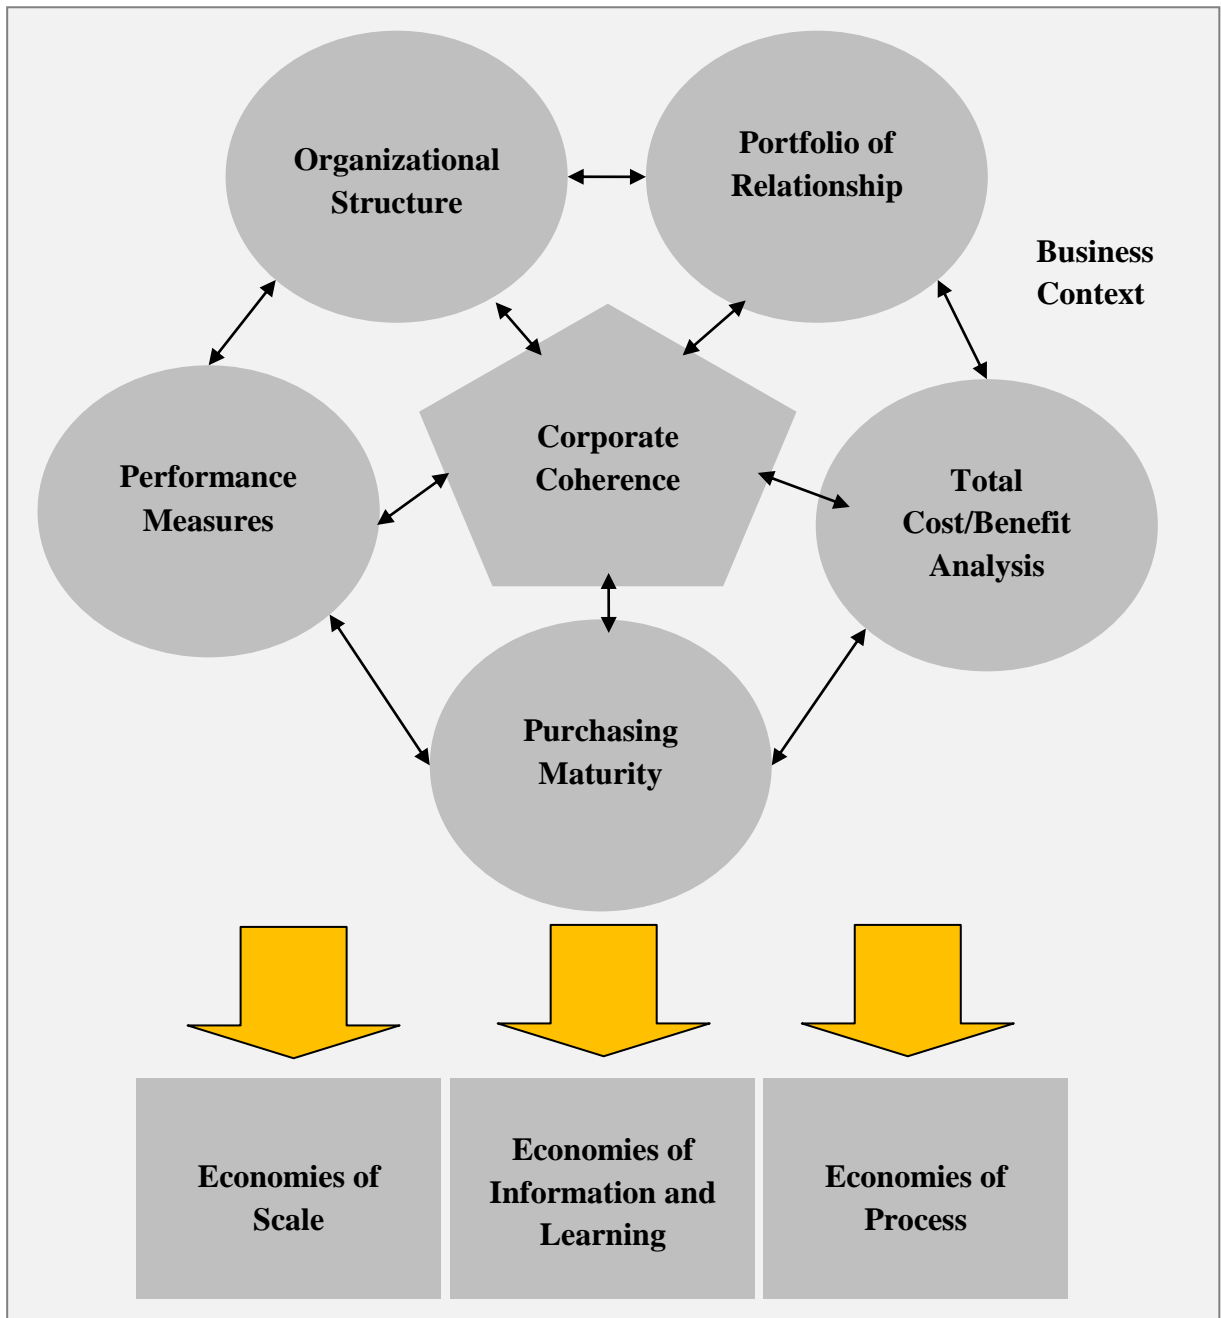 Organizational
Structure
Portfolio of
Relationship
Business
Context
Corporate
Coherence
Performance
Measures
Total
Cost/Benefit
Analysis
Purchasing
Maturity
Economies of
Scale
Economies of
Information and
Learning
Economies of
Process